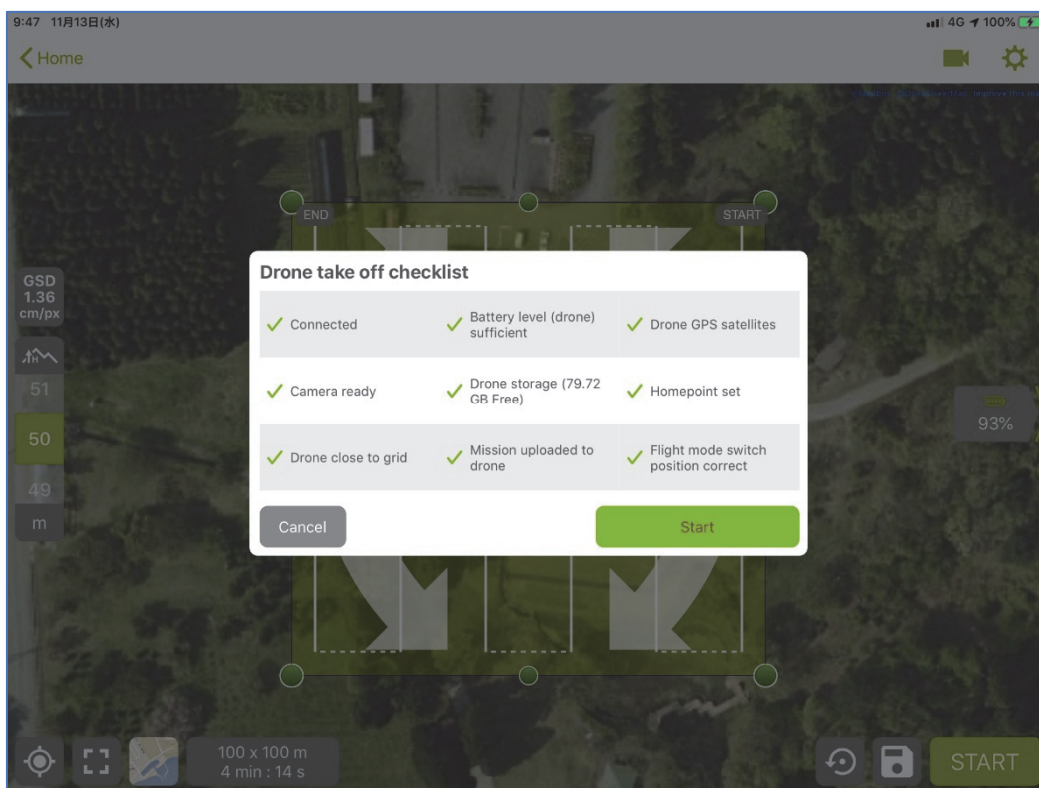 9:47 11月13日(水)
4G 100%
Home
END
START
GSD
1.36
cm/px
H
51
50
49
m
Drone take off checklist
Connected
Battery level (drone)
sufficient
Drone GPS satellites
Camera ready
Drone storage (79.72
GB Free)
Homepoint set
Drone close to grid
Mission uploaded to
drone
Flight mode switch
position correct
Cancel
Start
93%
100 x 100 m
4 min : 14 s
START